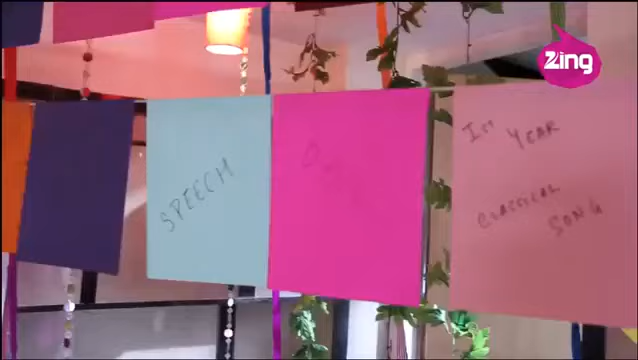 Zing
SPEECH
IST YEAR
CLASSICAL
SONG